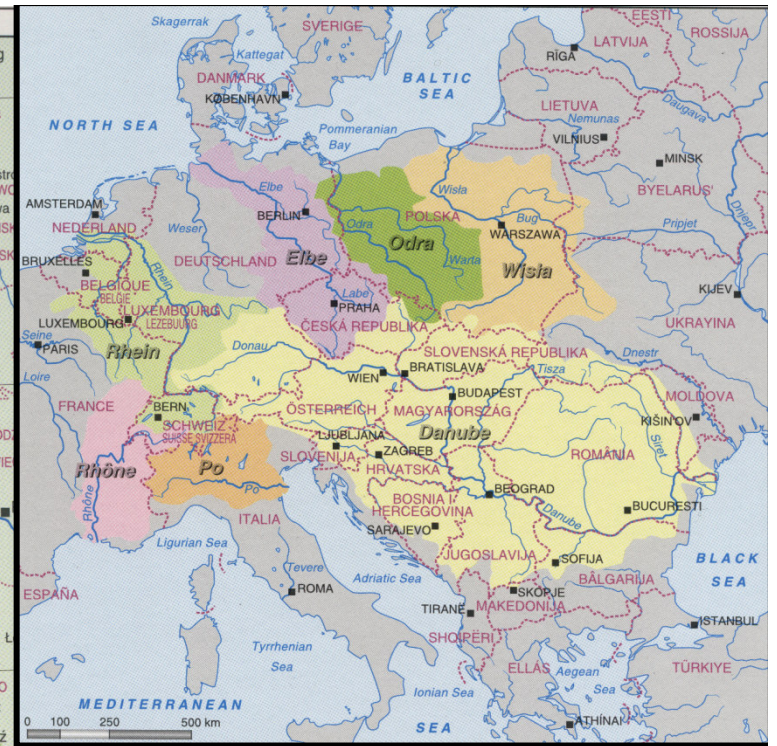 Skagerrak
SVERIGE
EESTI
ROSSIJA
LATVIJA
RĪGA
Kattegat
DANMARK
KØBENHAVN
BALTIC
SEA
LIETUVA
Nemunas
Daugava
VILNIUS
NORTH SEA
Pommeranian
Bay
MINSK
BYELARUS'
Elbe
Wisła
AMSTERDAM
BERLIN
POLSKA
Bug
Pripjet
Dnjepr
NEDERLAND
Weser
Odra
Odra
WARSZAWA
BRUXELLES
DEUTSCHLAND
Elbe
Warta
Wisła
Rhein
BELGIQUE
BELGIE
Labe
KIJEV
LUXEMBOURG
LEZEBUURG
PRAHA
LUXEMBOURG
ČESKÁ REPUBLIKA
UKRAYINA
Seine
PARIS
Rhein
Donau
SLOVENSKÁ REPUBLIKA
Dnestr
Loire
WIEN
BRATISLAVA
Tisza
BUDAPEST
MOLDOVA
FRANCE
BERN
ÖSTERREICH
MAGYARORSZÁG
KIŠIN'OV
SCHWEIZ
SUISSE SVIZZERA
LJUBLJANA
Danube
Siret
SLOVENIJA
ZAGREB
ROMÂNIA
Rhône
Po
HRVATSKA
Rhône
Po
BEOGRAD
BOSNIA I
HERCEGOVINA
BUCURESTI
ITALIA
Danube
SARAJEVO
Ligurian Sea
JUGOSLAVIJA
SOFIJA
BLACK
SEA
Tevere
Adriatic Sea
BÂLGARIJA
ESPAÑA
ROMA
SKOPJE
TIRANË
MAKEDONIJA
ISTANBUL
SHQIPËRI
Tyrrhenian
Sea
ELLÁS
Aegean
Sea
TÜRKIYE
Ionian Sea
MEDITERRANEAN
SEA
ATHÍNAI
0 100 250 500 km